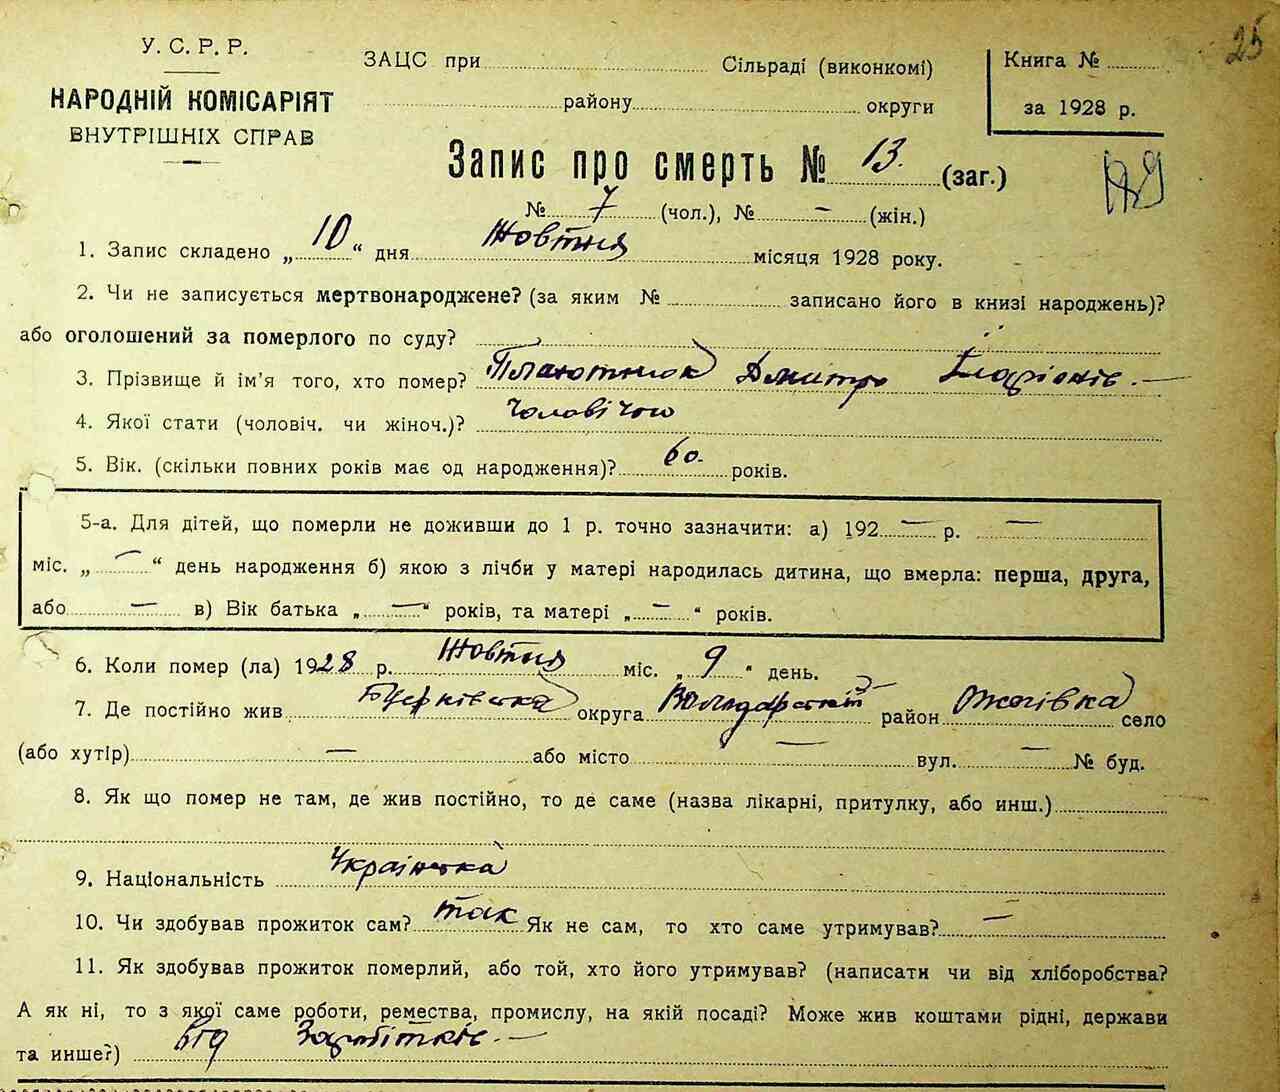 25
У. С. Р. Р.
НАРОДНІЙ КОМІСАРІЯТ
ВНУТРІШНІХ СПРАВ
ЗАЦС при Сільраді (виконкомі)
району округи
Книга №
за 1928 р.
Запис про смерть № 13. (заг.)
№ 7 (чол.), № – (жін.)
1. Запис складено „ 10 “ дня Жовтня місяця 1928 року.
2. Чи не записується мертвонароджене? (за яким № записано його в книзі народжень)?
або оголошений за померлого по суду?
3. Прізвище й ім’я того, хто помер? Плахотнюк Дмитро Іларіонів. —
4. Якої стати (чоловіч. чи жіноч.)? Чоловічої
5. Вік. (скільки повних років має од народження)? 60. років.
5-а. Для дітей, що померли не доживши до 1 р. точно зазначити: а) 192 — р. —
міс. „ — “ день народження б) якою з лічби у матері народилась дитина, що вмерла: перша, друга,
або — в) Вік батька „ — “ років, та матері „ — “ років.
6. Коли помер (ла) 1928 р. Жовтня міс. „ 9 “ день.
7. Де постійно жив округа Володарский район Ожегівка село
(або хутір) — або місто — вул. — № буд.
8. Як що помер не там, де жив постійно, то де саме (назва лікарні, притулку, або инш.)
9. Національність Українська
10. Чи здобував прожиток сам? так Як не сам, то хто саме утримував? —
11. Як здобував прожиток померлий, або той, хто його утримував? (написати чи від хліборобства?
А як ні, то з якої саме роботи, ремества, промислу, на якій посаді? Може жив коштами рідні, держави
та инше?) від Заробітків. —